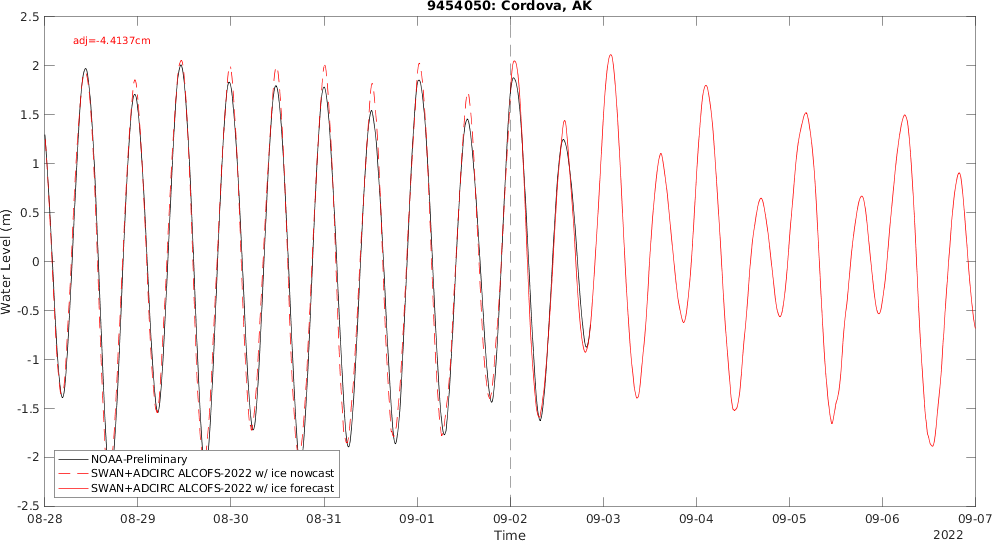 9454050: Cordova, AK
adj=-4.4137cm
2.5
2
1.5
1
0.5
0
-0.5
-1
-1.5
-2
-2.5
Water Level (m)
NOAA-Preliminary
SWAN+ADCIRC ALCOFS-2022 w/ ice nowcast
SWAN+ADCIRC ALCOFS-2022 w/ ice forecast
08-28 08-29 08-30 08-31 09-01 09-02 09-03 09-04 09-05 09-06 09-07
Time
2022